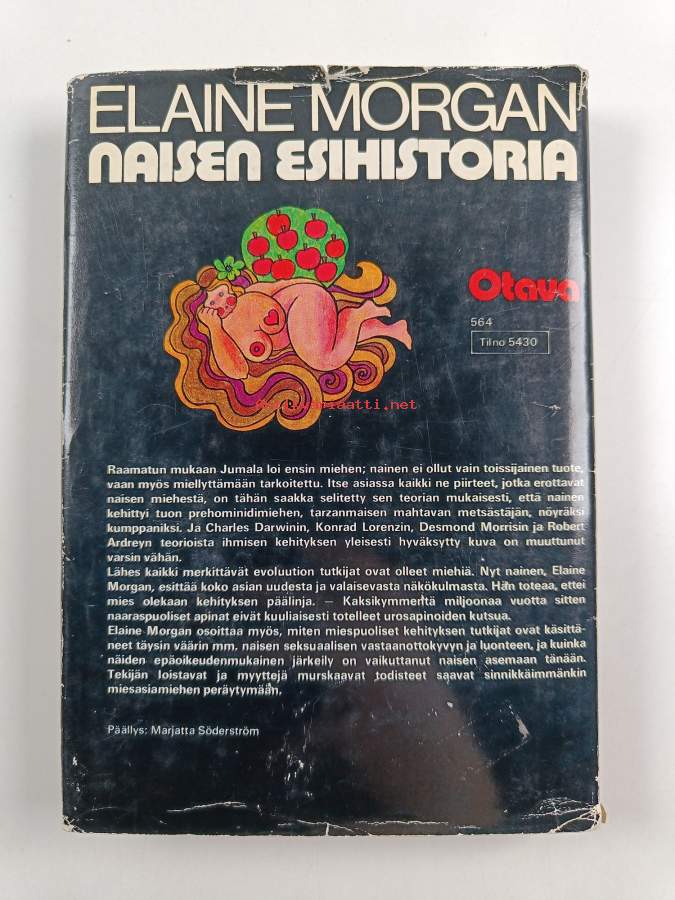 ELAINE MORGAN
NAISEN ESIHISTORIA
Otava
564
Tilno 5430
Raamatun mukaan Jumala loi ensin miehen; nainen ei ollut vain toissijainen tuote,
vaan myös miellyttämään tarkoitettu. Itse asiassa kaikki ne piirteet, jotka erottavat
naisen miehestä, on tähän saakka selitetty sen teorian mukaisesti, että nainen
kehittyi tuon prehominidimiehen, tarzanmaisen mahtavan metsästäjän, nöyräksi
kumppaniksi. Ja Charles Darwinin, Konrad Lorenzin, Desmond Morrisin ja Robert
Ardreyn teorioista ihmisen kehityksen yleisesti hyväksytty kuva on muuttunut
varsin vähän.
Lähes kaikki merkittävät evoluution tutkijat ovat olleet miehiä. Nyt nainen, Elaine
Morgan, esittää koko asian uudesta ja valaisevasta näkökulmasta. Hän toteaa, ettei
mies olekaan kehityksen päälinja. — Kaksikymmentä miljoonaa vuotta sitten
naaraspuoliset apinat eivät kuuliaisesti totelleet urosapinoiden kutsua.
Elaine Morgan osoittaa myös, miten miespuoliset kehityksen tutkijat ovat käsittä-
neet täysin väärin mm. naisen seksuaalisen vastaanottokyvyn ja luonteen, ja kuinka
näiden epäoikeudenmukainen järkeily on vaikuttanut naisen asemaan tänään.
Tekijän loistavat ja myyttejä murskaavat todisteet saavat sinnikkäimmänkin
miesasiamiehen peräytymään.
Päällys: Marjatta Söderström